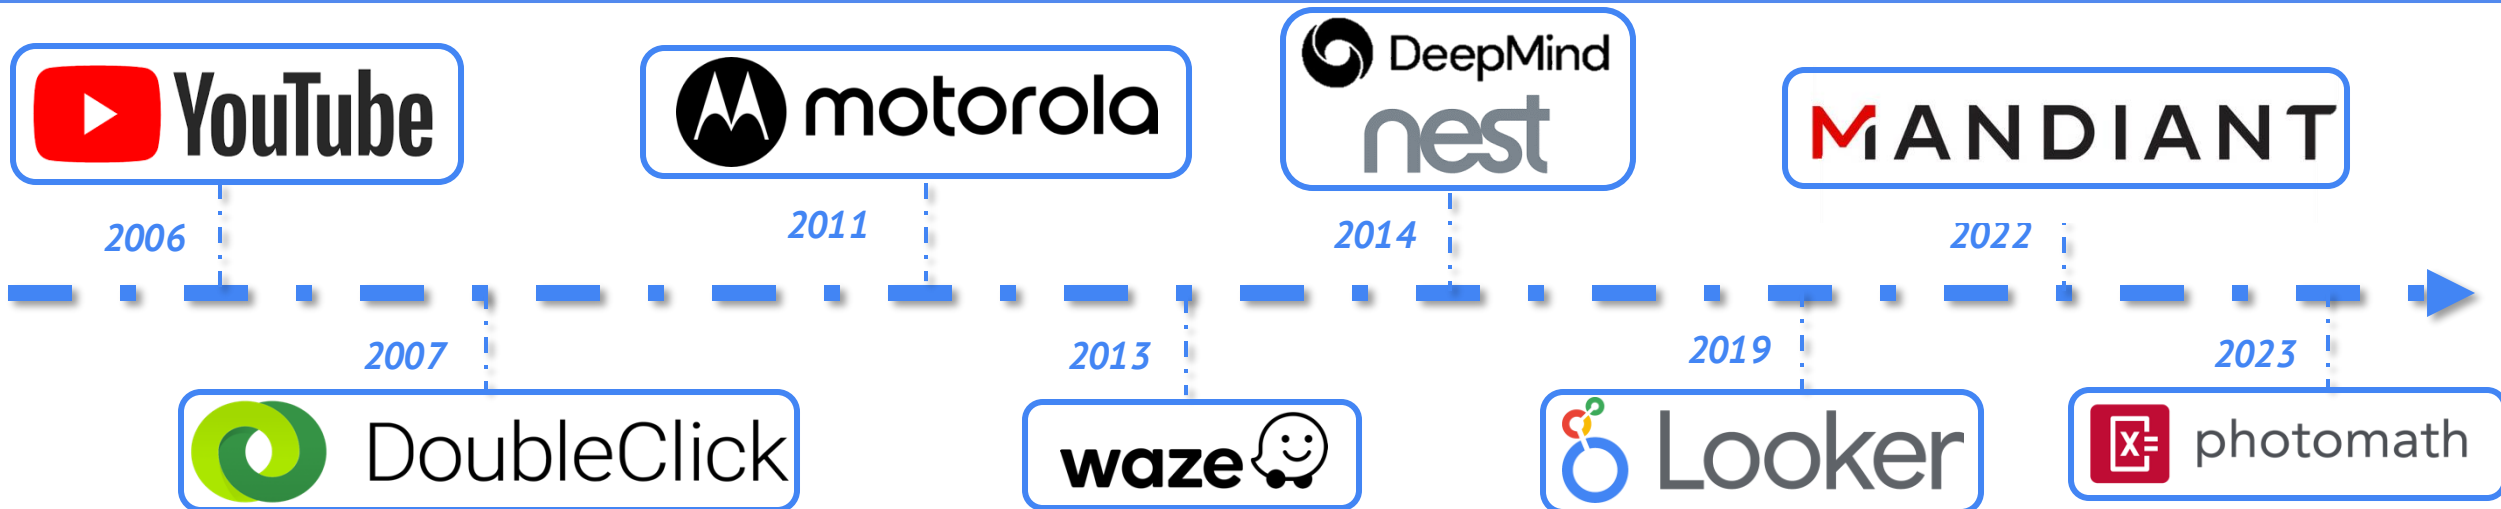 YouTube
2006
DoubleClick
2007
motorola
2011
waze
2013
DeepMind
nest
2014
Looker
2019
MANDIANT
2022
photomath
2023